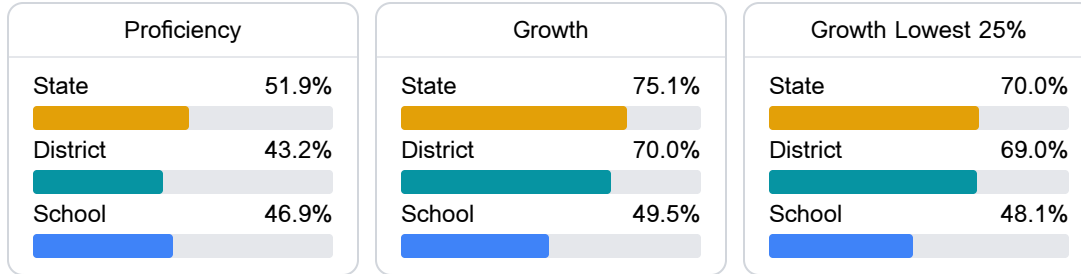 Proficiency
State 51.9%
District 43.2%
School 46.9%
Growth
State 75.1%
District 70.0%
School 49.5%
Growth Lowest 25%
State 70.0%
District 69.0%
School 48.1%